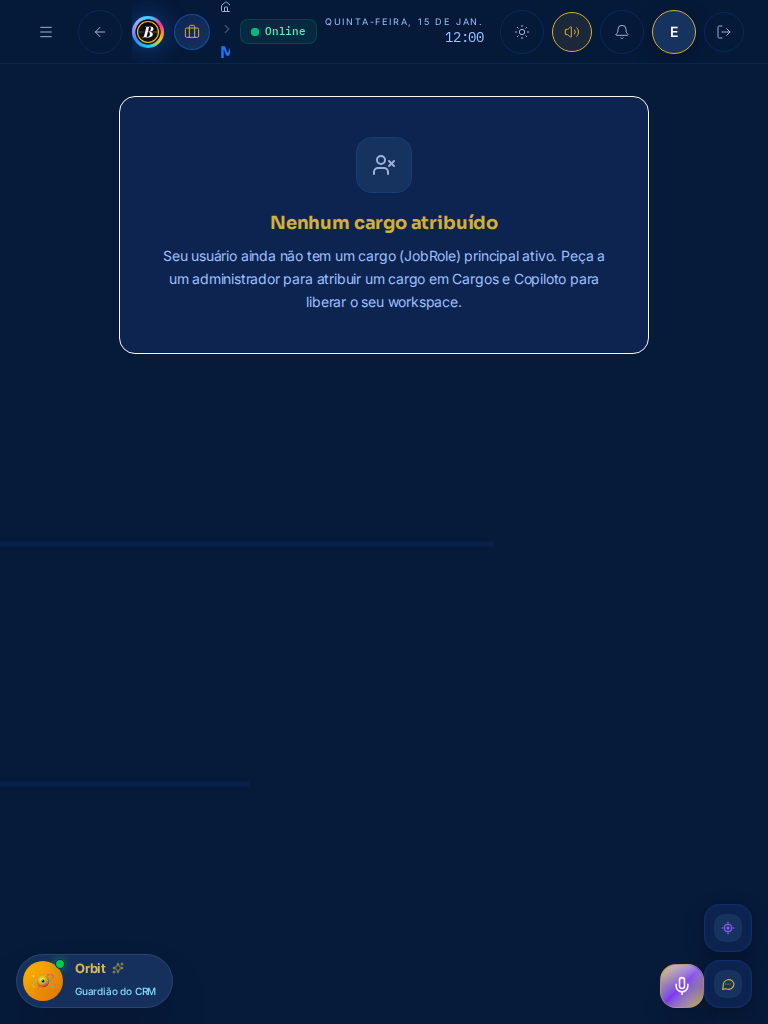 B
M
Online
QUINTA-FEIRA, 15 DE JAN.
12:00
E
Nenhum cargo atribuído
Seu usuário ainda não tem um cargo (JobRole) principal ativo. Peça a
um administrador para atribuir um cargo em Cargos e Copiloto para
liberar o seu workspace.
Orbit
Guardião do CRM